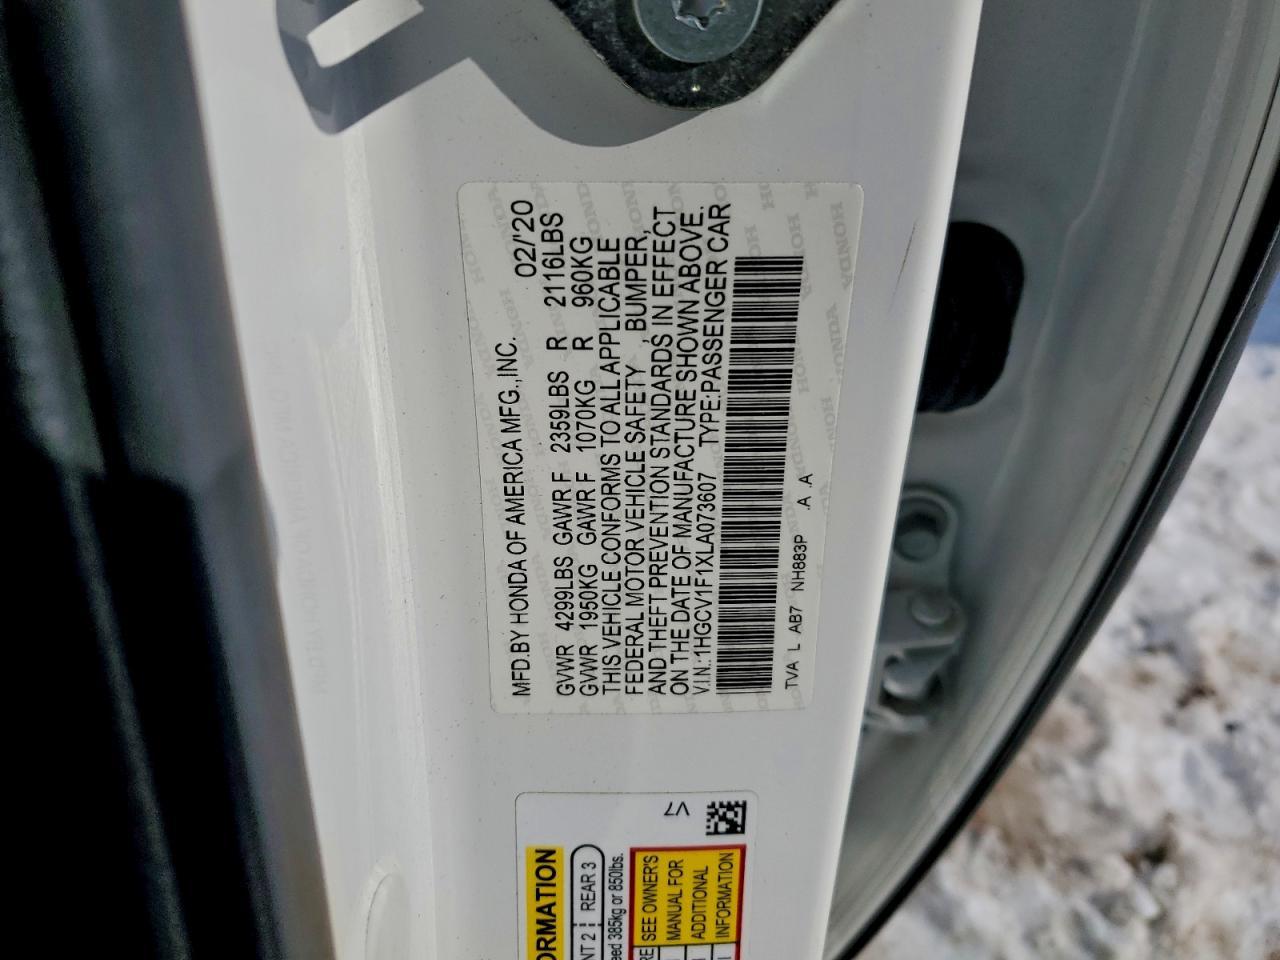 MFD.BY HONDA OF AMERICA MFG.,INC. 02/'20
GVWR 4299LBS GAWR F 2359LBS R 2116LBS
GVWR 1950KG GAWR F 1070KG R 960KG
THIS VEHICLE CONFORMS TO ALL APPLICABLE
FEDERAL MOTOR VEHICLE SAFETY , BUMPER,
AND THEFT PREVENTION STANDARDS IN EFFECT
ON THE DATE OF MANUFACTURE SHOWN ABOVE.
V.I.N.:1HGCV1F1XLA073607 TYPE:PASSENGER CAR
TVA L AB7 NH883P .A .A
V7
REAR 3
385kg or 850lbs.
SEE OWNER'S
MANUAL FOR
ADDITIONAL
INFORMATION